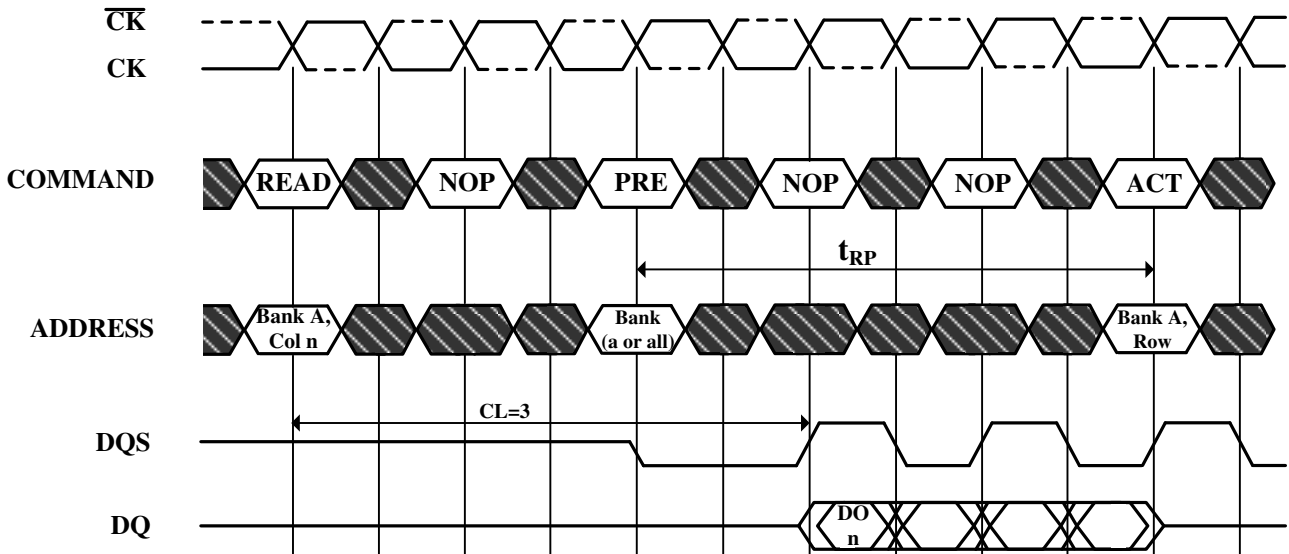 CK
CK
COMMAND
READ
NOP
PRE
NOP
NOP
ACT
tRP
ADDRESS
Bank A,
Col n
Bank
(a or all)
Bank A,
Row
CL=3
DQS
DQ
DO
n